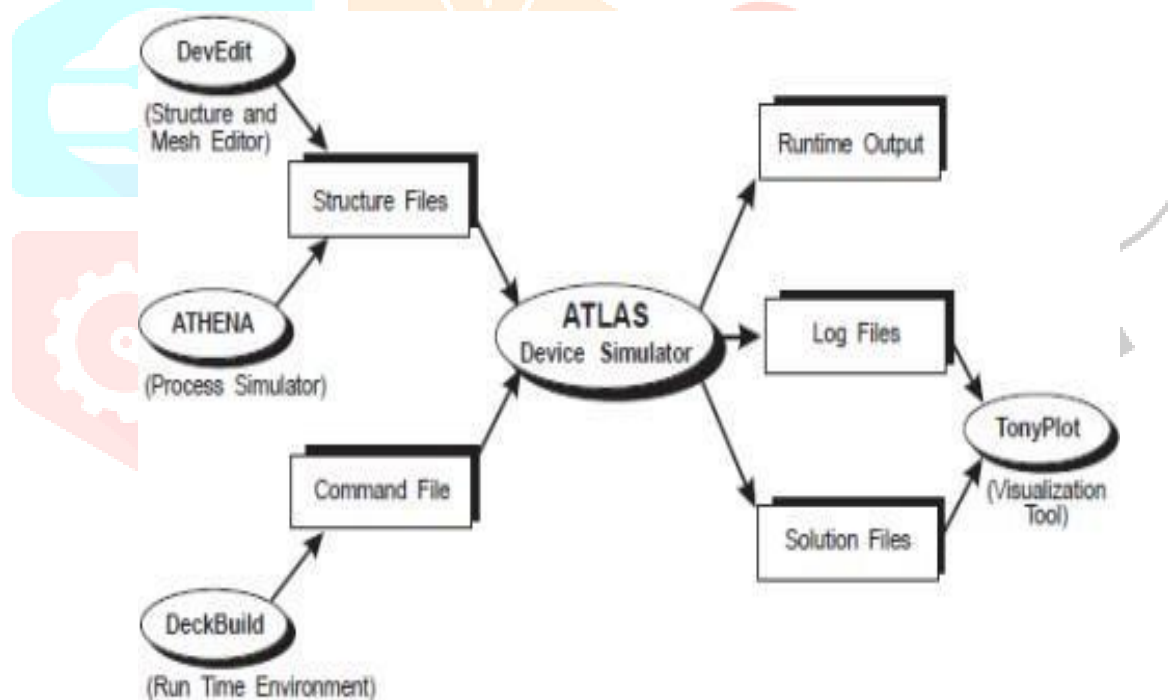 DevEdit
(Structure and
Mesh Editor)
Structure Files
Runtime Output
ATHENA
(Process Simulator)
ATLAS
Device Simulator
Log Files
TonyPlot
(Visualization
Tool)
Command File
Solution Files
DeckBuild
(Run Time Environment)